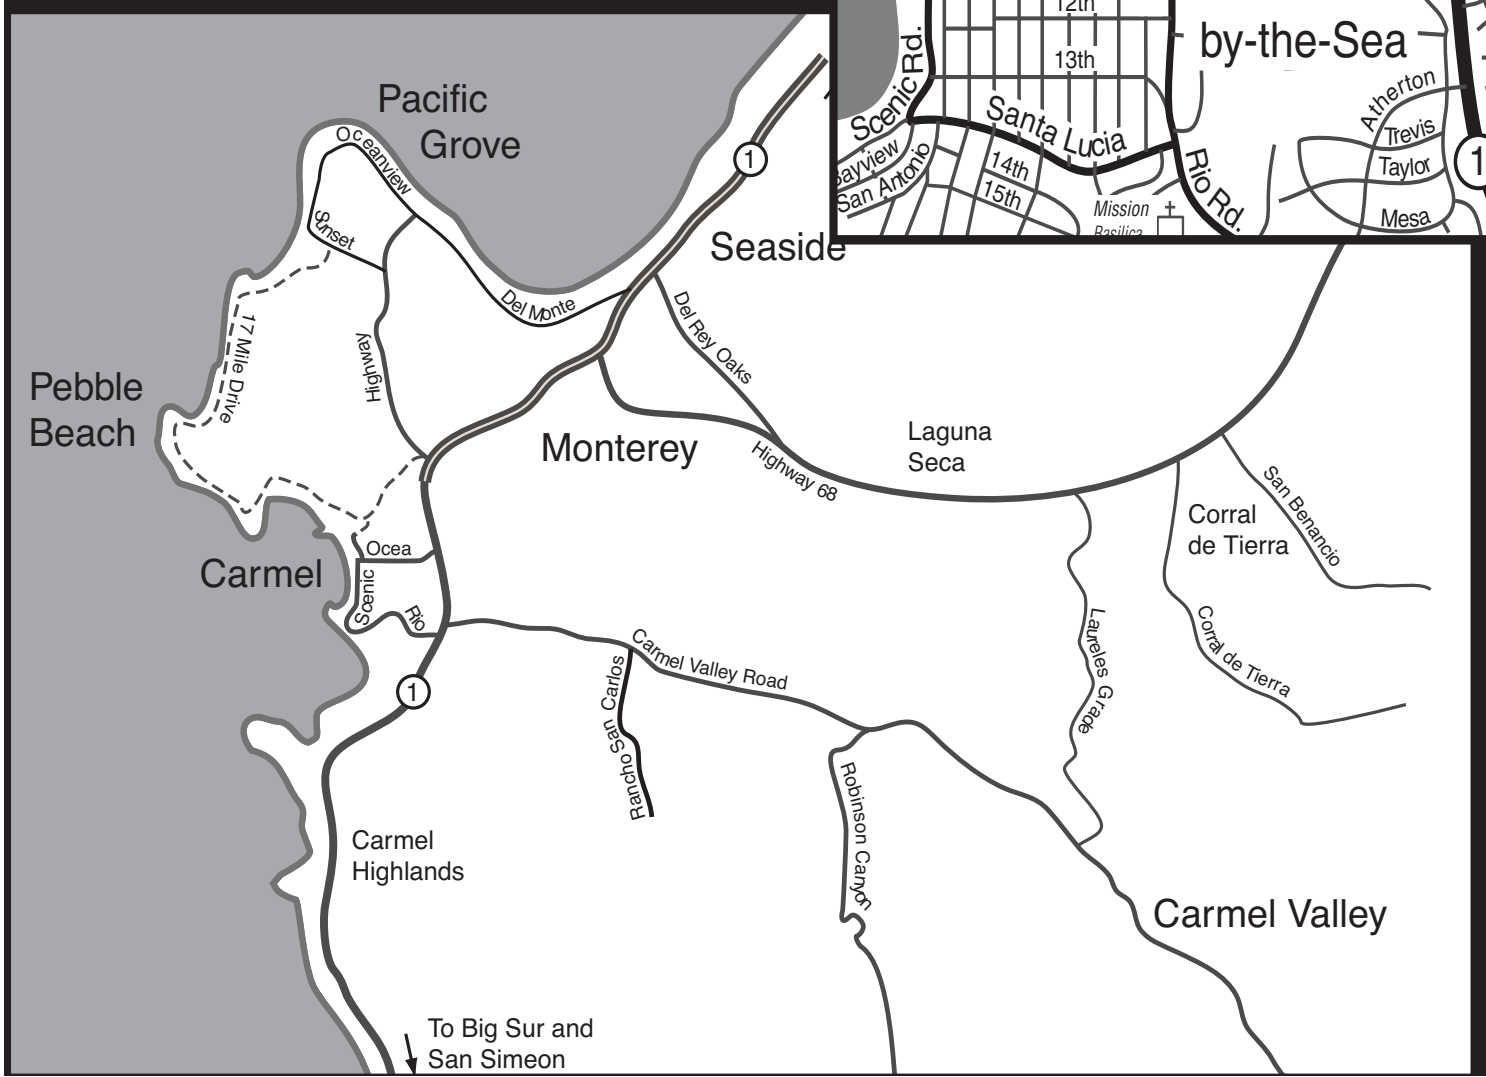 12th
by-the-Sea
13th
Scenic Rd.
Santa Lucia
Atherton
Trevis
Taylor
Mesa
1
Bayview
San Antonio
14th
15th
Rio Rd.
Mission
Basilica
Pacific
Grove
Oceanview
1
Seaside
Sunset
Del Monte
Del Rey Oaks
17 Mile Drive
Highway
Pebble
Beach
Monterey
Laguna
Seca
Highway 68
San Benancio
Corral
de Tierra
Carmel
Ocea
Scenic
Rio
Carmel Valley Road
Rancho San Carlos
Laureles Grade
Corral de Tierra
1
Robinson Canyon
Carmel
Highlands
Carmel Valley
To Big Sur and
San Simeon